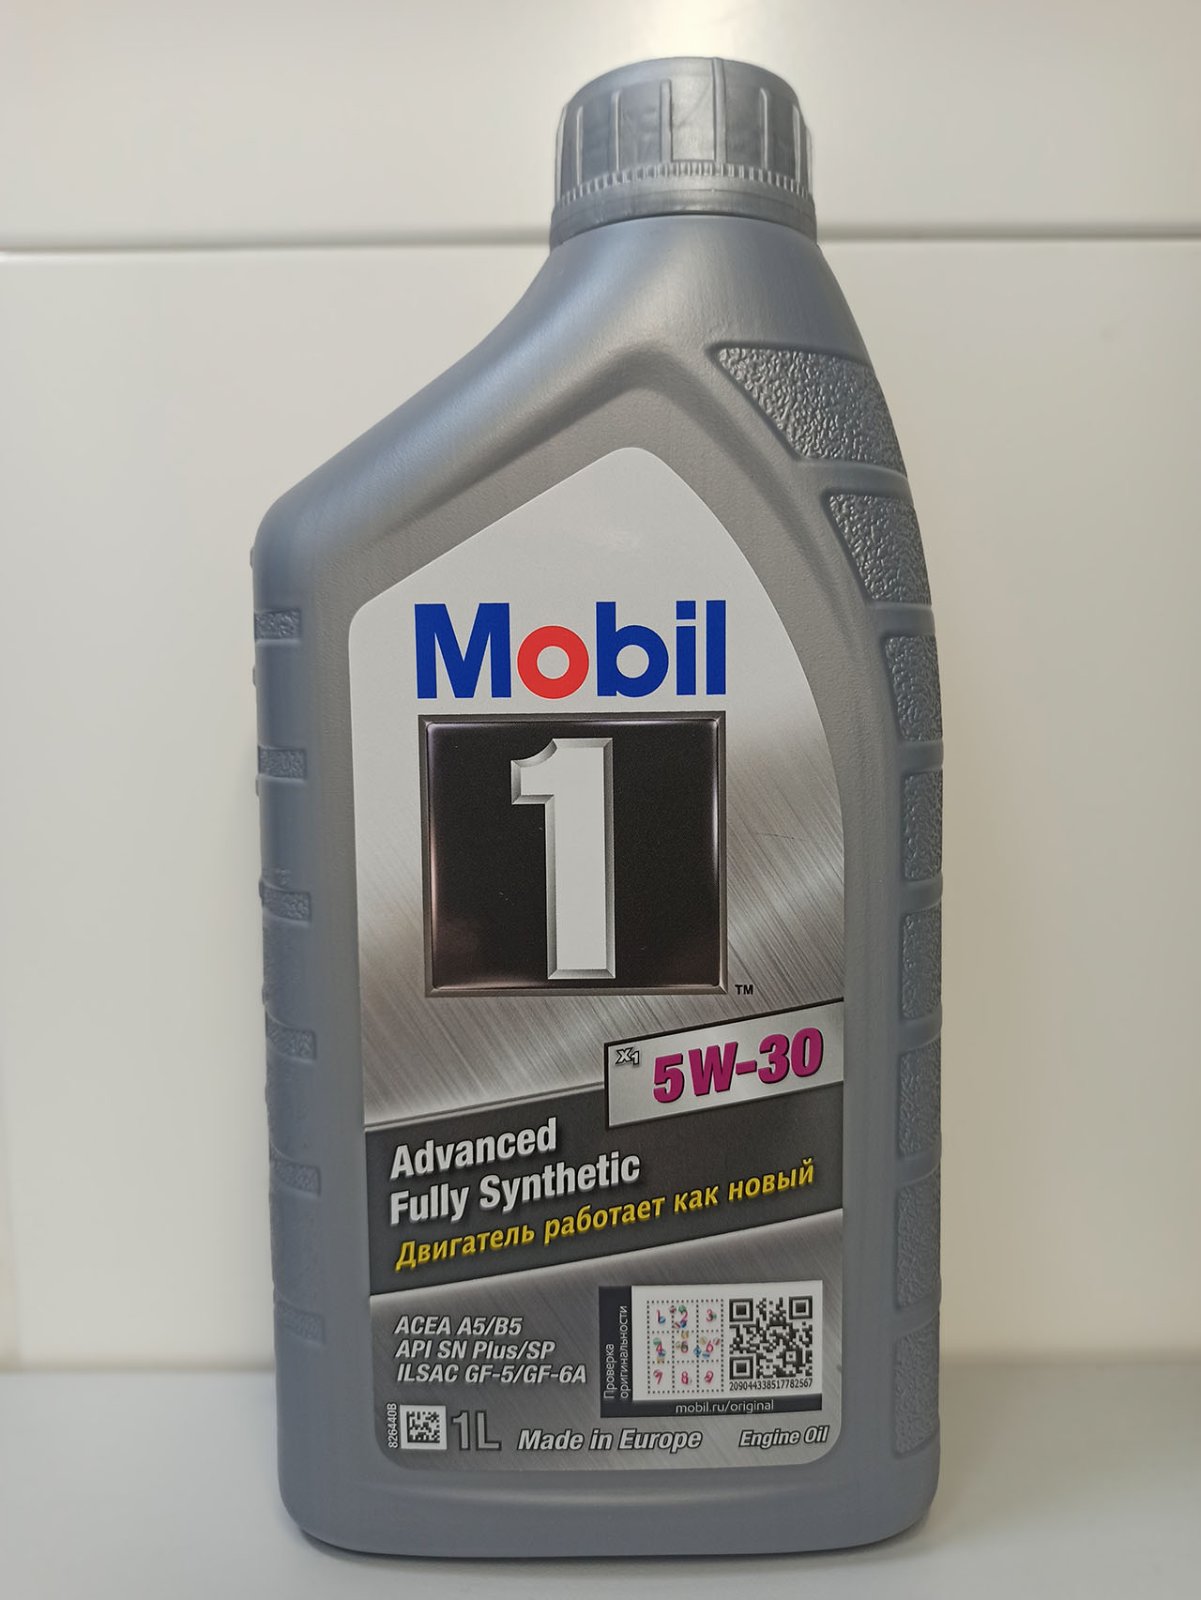 Mobil
1
TM
X1 5W-30
Advanced
Fully Synthetic
Двигатель работает как новый
ACEA A5/B5
API SN Plus/SP
ILSAC GF-5/GF-6A
Проверка
оригинальности
209044338517782567
mobil.ru/original
826440B
1L
Made in Europe
Engine Oil